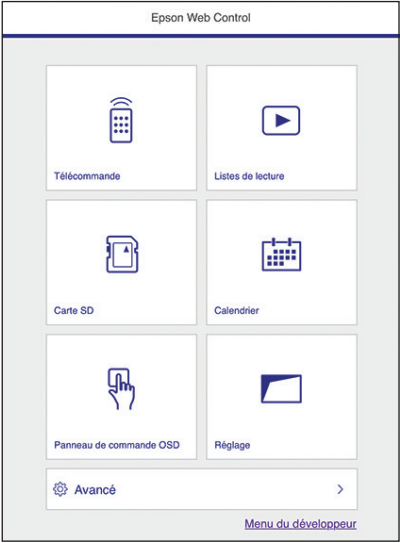 Epson Web Control
Télécommande
Listes de lecture
Carte SD
Calendrier
Panneau de commande OSD
Réglage
Avancé
Menu du développeur